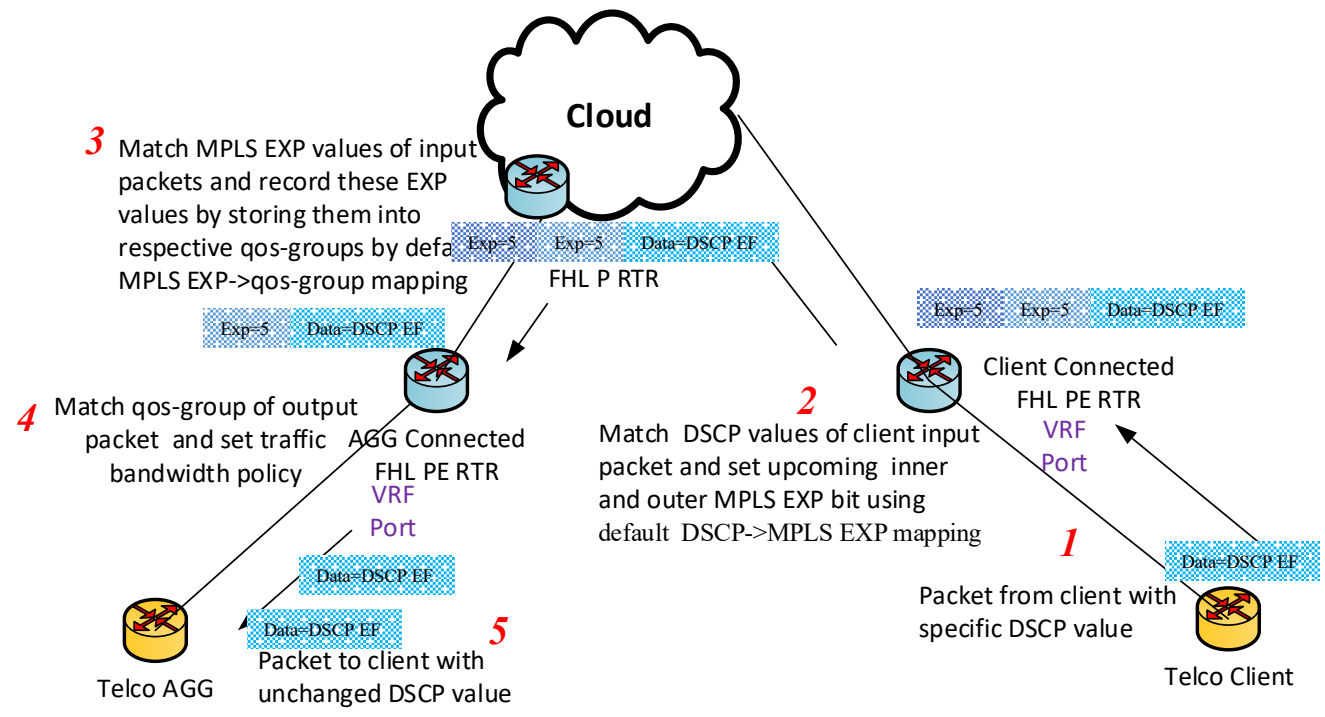 Cloud
3
Match MPLS EXP values of input
packets and record these EXP
values by storing them into
respective qos-groups by defa
MPLS EXP->qos-group mapping
Exp=5 Exp=5 Data=DSCP EF
FHL P RTR
Exp=5 Data=DSCP EF
Exp=5 Exp=5 Data=DSCP EF
Client Connected
FHL PE RTR
VRF
Port
4
Match qos-group of output
packet and set traffic
bandwidth policy
AGG Connected
FHL PE RTR
VRF
Port
2
Match DSCP values of client input
packet and set upcoming inner
and outer MPLS EXP bit using
default DSCP->MPLS EXP mapping
1
Data=DSCP EF
Packet from client with
specific DSCP value
Telco Client
Data=DSCP EF
Data=DSCP EF
5
Packet to client with
unchanged DSCP value
Telco AGG